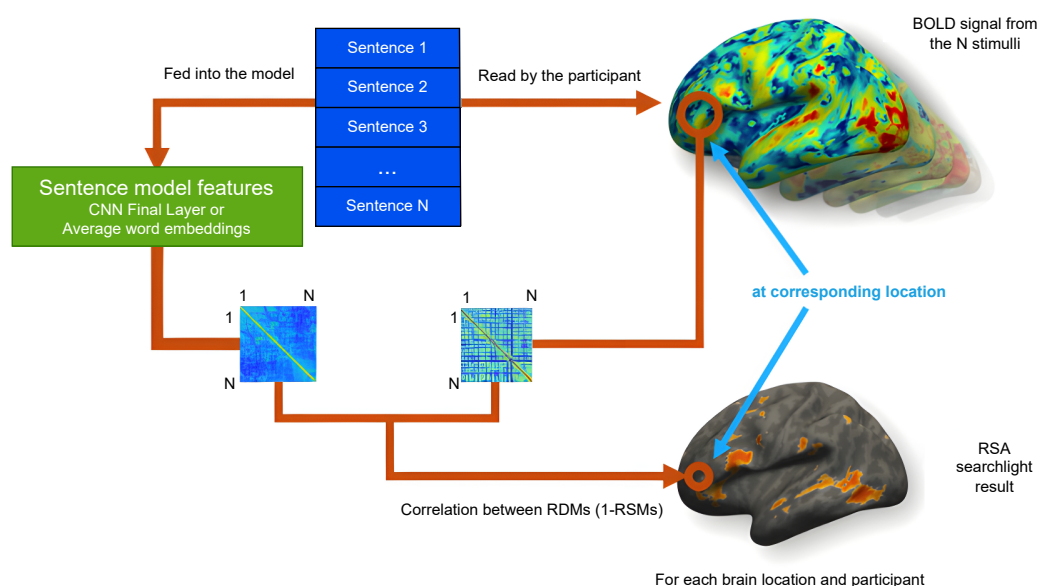 BOLD signal from
the N stimuli
Sentence 1
Fed into the model
Read by the participant
Sentence 2
Sentence 3
...
Sentence N
Sentence model features
CNN Final Layer or
Average word embeddings
1 N
1
N
1 N
1
N
at corresponding location
RSA
searchlight
result
Correlation between RDMs (1-RSMs)
For each brain location and participant